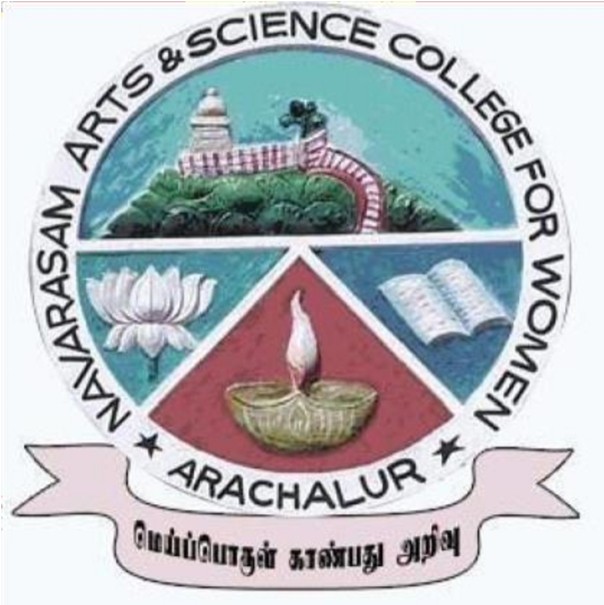 NAVARASAM ARTS & SCIENCE COLLEGE FOR WOMEN
★ ARACHALUR ★
மெய்ப்பொருள் காண்பது அறிவு